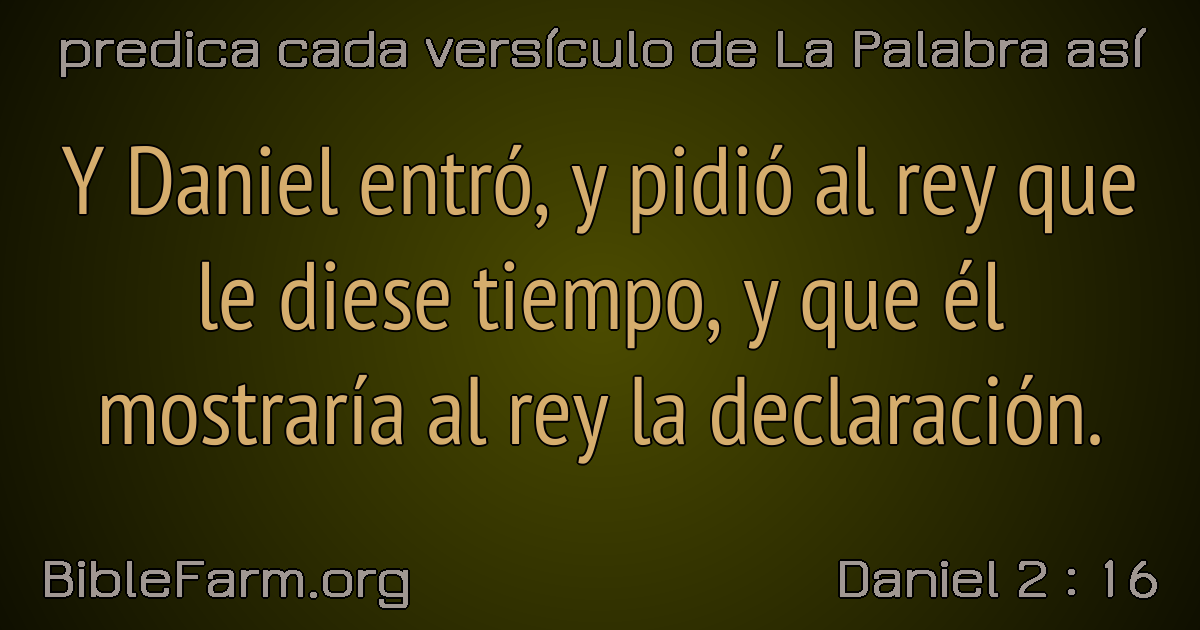 predica cada versículo de La Palabra así
Y Daniel entró, y pidió al rey que
le diese tiempo, y que él
mostraría al rey la declaración.
BibleFarm.org
Daniel 2 : 16